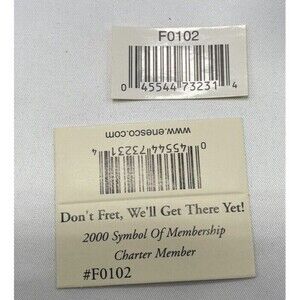 F0102
0 45544 73231 4
www.enesco.com
0 45544 73231 4
Don't Fret, We'll Get There Yet!
2000 Symbol Of Membership
Charter Member
#F0102